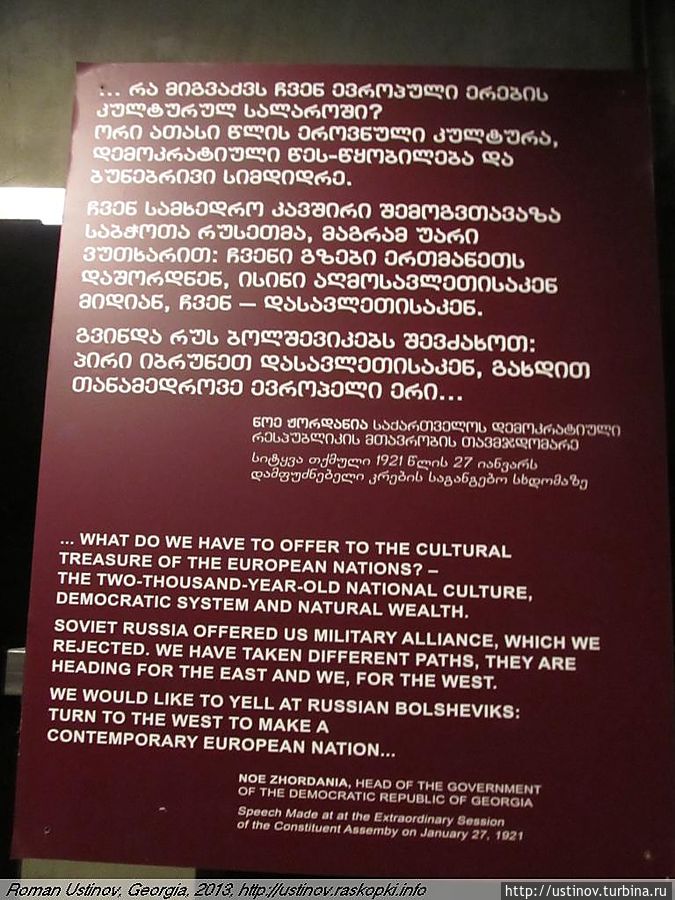 ... რა მიგვაქვს ჩვენ ევროპული ერების
კულტურულ სალაროში?
ორი ათასი წლის ეროვნული კულტურა,
დემოკრატიული წეს-წყობილება და
ბუნებრივი სიმდიდრე.
ჩვენ სამხედრო კავშირი შემოგვთავაზა
საბჭოთა რუსეთმა, მაგრამ უარი
ვუთხარით: ჩვენი გზები ერთმანეთს
დაშორდნენ, ისინი აღმოსავლეთისაკენ
მიდიან, ჩვენ – დასავლეთისაკენ.
გვინდა რუს ბოლშევიკებს შევძახოთ:
პირი იბრუნეთ დასავლეთისაკენ, გახდით
თანამედროვე ევროპელი ერი...
ნოე ჟორდანია საქართველოს დემოკრატიული
რესპუბლიკის მთავრობის თავმჯდომარე
სიტყვა თქმული 1921 წლის 27 იანვარს
დამფუძნებელი კრების საგანგებო სხდომაზე
... WHAT DO WE HAVE TO OFFER TO THE CULTURAL
TREASURE OF THE EUROPEAN NATIONS? –
THE TWO-THOUSAND-YEAR-OLD NATIONAL CULTURE,
DEMOCRATIC SYSTEM AND NATURAL WEALTH.
SOVIET RUSSIA OFFERED US MILITARY ALLIANCE, WHICH WE
REJECTED. WE HAVE TAKEN DIFFERENT PATHS, THEY ARE
HEADING FOR THE EAST AND WE, FOR THE WEST.
WE WOULD LIKE TO YELL AT RUSSIAN BOLSHEVIKS:
TURN TO THE WEST TO MAKE A
CONTEMPORARY EUROPEAN NATION...
NOE ZHORDANIA, HEAD OF THE GOVERNMENT
OF THE DEMOCRATIC REPUBLIC OF GEORGIA
Speech Made at at the Extraordinary Session
of the Constituent Assemby on January 27, 1921
Roman Ustinov, Georgia, 2013, http://ustinov.raskopki.info
http://ustinov.turbina.ru